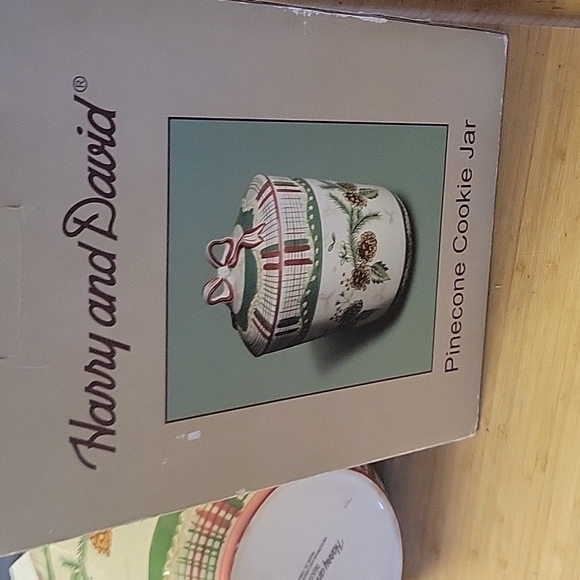 Harry and David®
Pinecone Cookie Jar